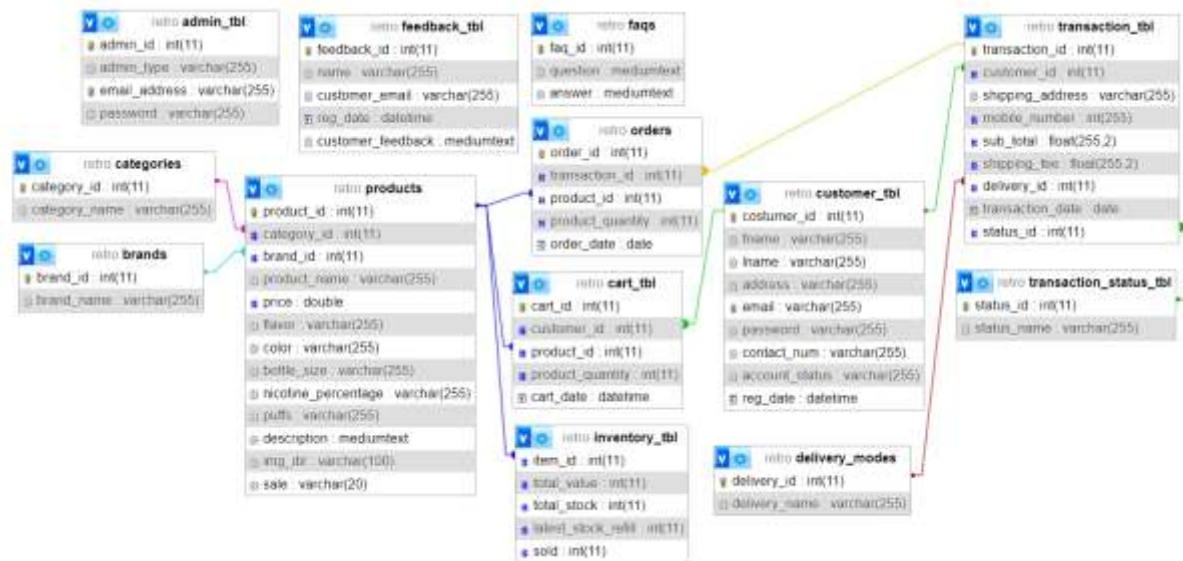 retro admin_tbl
admin_id : int(11)
admin_type : varchar(255)
email_address : varchar(255)
password : varchar(255)
retro feedback_tbl
feedback_id : int(11)
name : varchar(255)
customer_email : varchar(255)
reg_date : datetime
customer_feedback : mediumtext
retro faqs
faq_id : int(11)
question : mediumtext
answer : mediumtext
retro transaction_tbl
transaction_id : int(11)
customer_id : int(11)
shipping_address : varchar(255)
mobile_number : int(255)
sub_total : float(255,2)
shipping_fee : float(255,2)
delivery_id : int(11)
transaction_date : date
status_id : int(11)
retro categories
category_id : int(11)
category_name : varchar(255)
retro brands
brand_id : int(11)
brand_name : varchar(255)
retro products
product_id : int(11)
category_id : int(11)
brand_id : int(11)
product_name : varchar(255)
price : double
flavor : varchar(255)
color : varchar(255)
bottle_size : varchar(255)
nicotine_percentage : varchar(255)
puffs : varchar(255)
description : mediumtext
img_dir : varchar(100)
sale : varchar(20)
retro orders
order_id : int(11)
transaction_id : int(11)
product_id : int(11)
product_quantity : int(11)
order_date : date
retro cart_tbl
cart_id : int(11)
customer_id : int(11)
product_id : int(11)
product_quantity : int(11)
cart_date : datetime
retro inventory_tbl
item_id : int(11)
total_value : int(11)
total_stock : int(11)
latest_stock_refill : int(11)
sold : int(11)
retro customer_tbl
costumer_id : int(11)
fname : varchar(255)
lname : varchar(255)
address : varchar(255)
email : varchar(255)
password : varchar(255)
contact_num : varchar(255)
account_status : varchar(255)
reg_date : datetime
retro delivery_modes
delivery_id : int(11)
delivery_name : varchar(255)
retro transaction_status_tbl
status_id : int(11)
status_name : varchar(255)